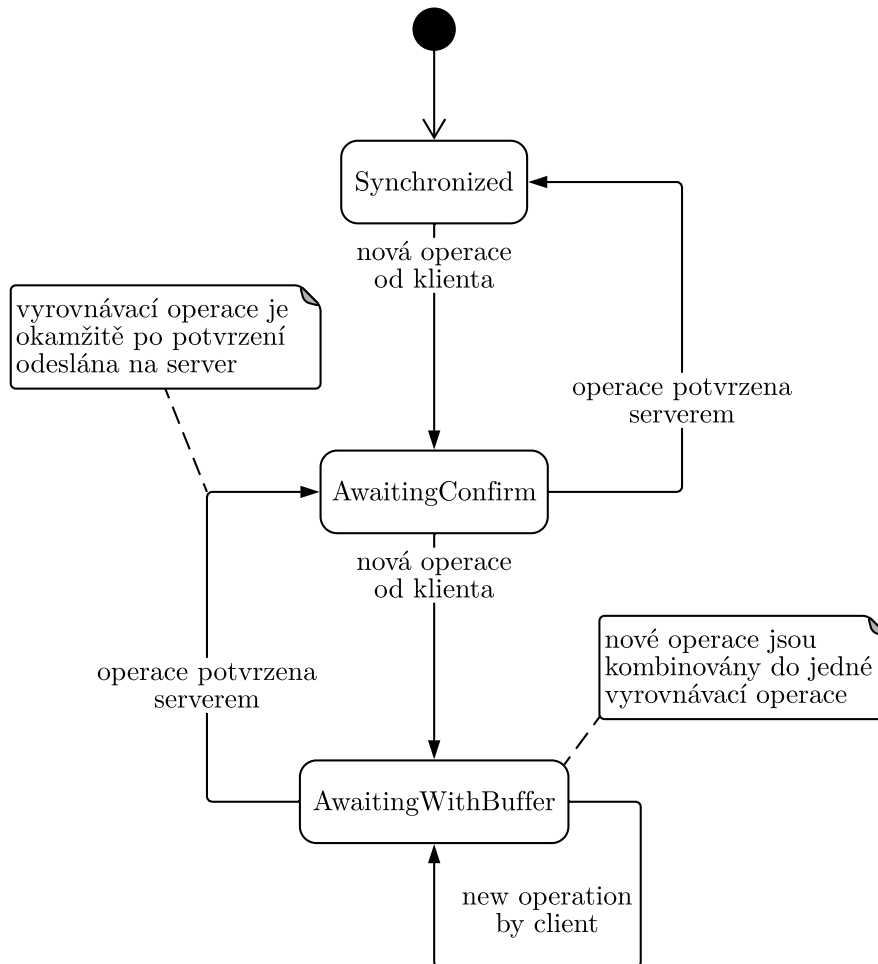 Synchronized
nová operace
od klienta
vyrovnávací operace je
okamžitě po potvrzení
odeslána na server
operace potvrzena
serverem
AwaitingConfirm
nová operace
od klienta
nové operace jsou
kombinovány do jedné
vyrovnávací operace
operace potvrzena
serverem
AwaitingWithBuffer
new operation
by client